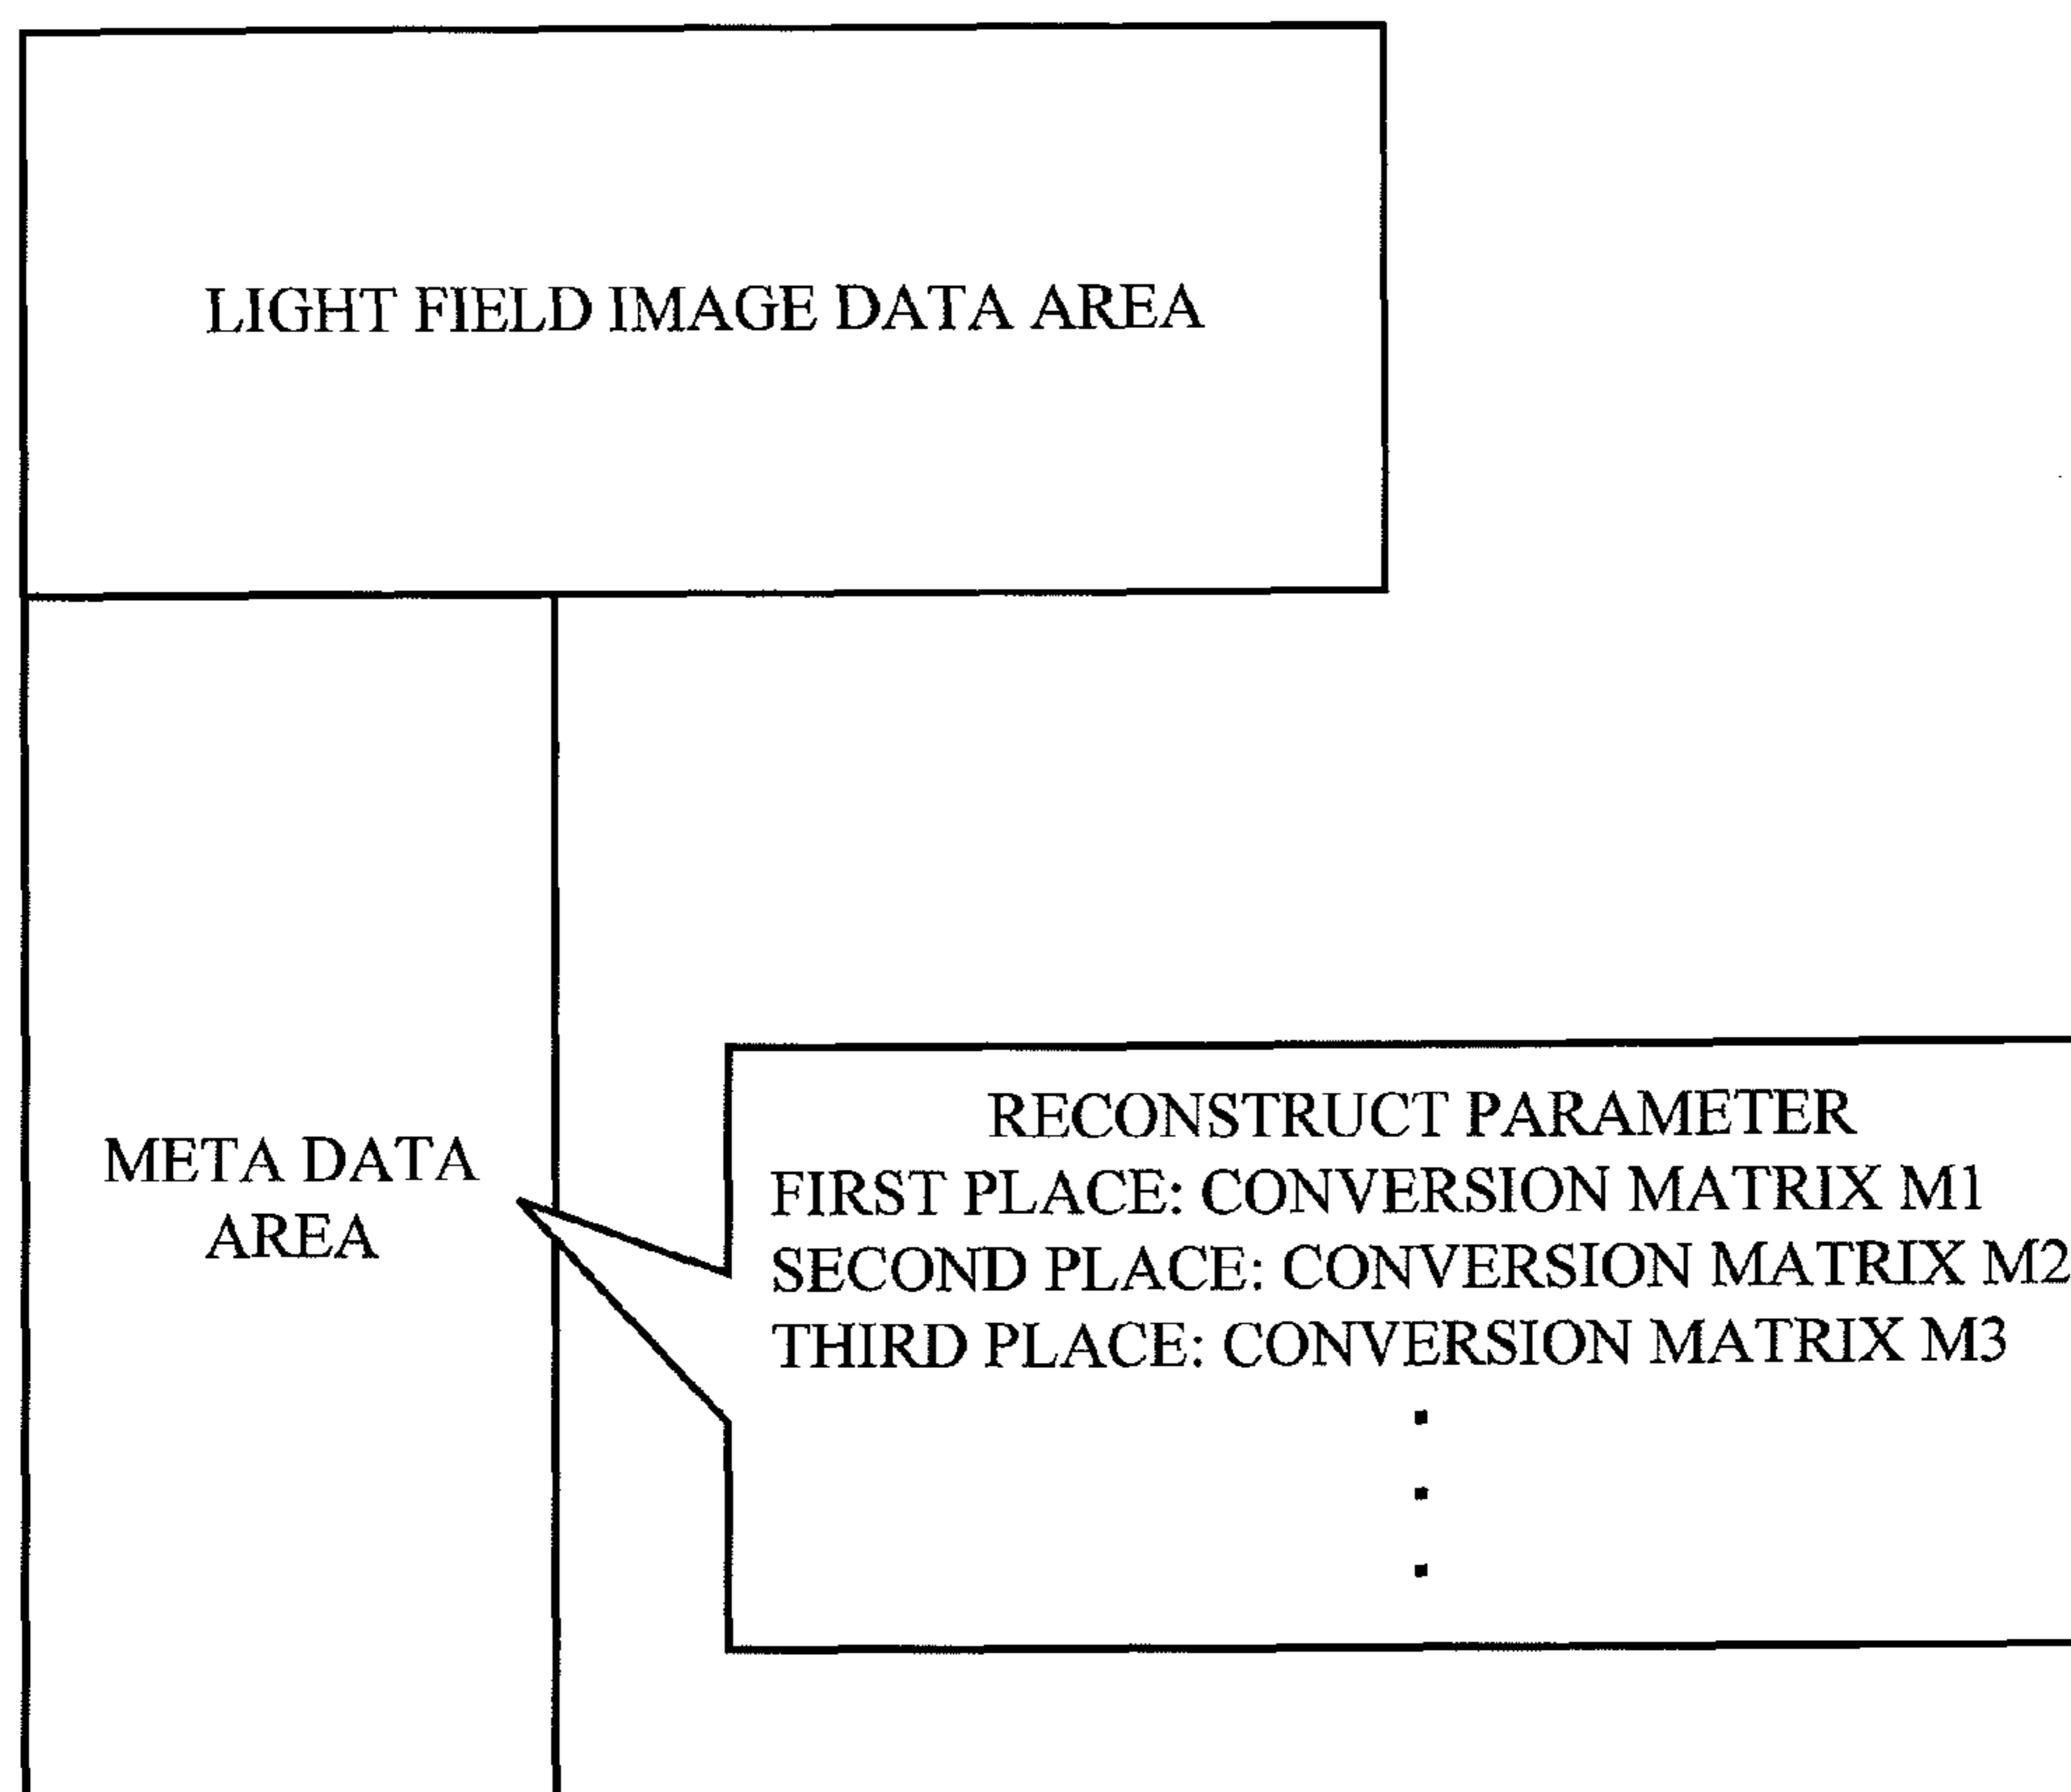 LIGHT FIELD IMAGE DATA AREA
META DATA
AREA
RECONSTRUCT PARAMETER
FIRST PLACE: CONVERSION MATRIX M1
SECOND PLACE: CONVERSION MATRIX M2
THIRD PLACE: CONVERSION MATRIX M3